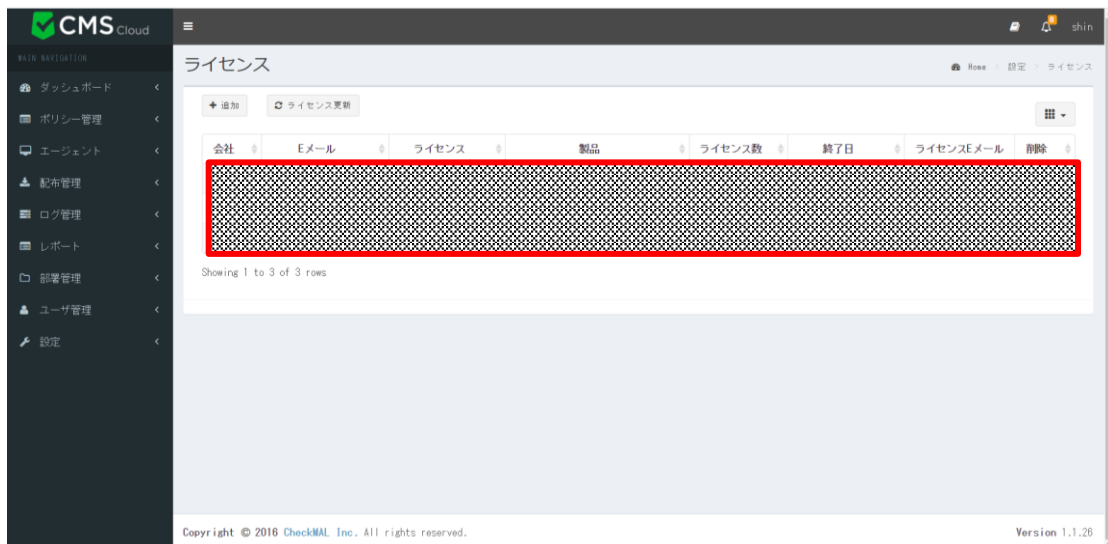 CMS Cloud
shin
MAIN NAVIGATION
ライセンス
Home
設定
ライセンス
ダッシュボード
追加
ライセンス更新
ポリシー管理
エージェント
会社 Eメール ライセンス 製品 ライセンス数 終了日 ライセンスEメール 削除
配布管理
ログ管理
レポート
Showing 1 to 3 of 3 rows
部署管理
ユーザ管理
設定
Copyright © 2016 CheckMAL Inc. All rights reserved.
Version 1.1.26